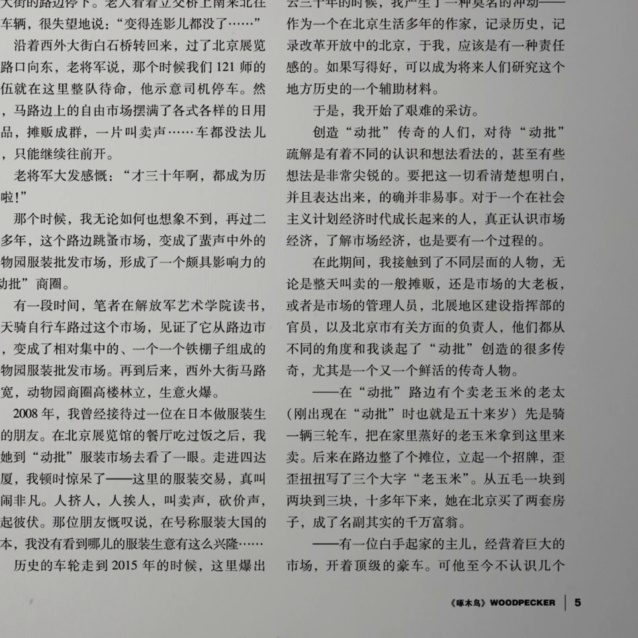 大街的路边停下。老人看着立交桥上南来北往
车辆，很失望地说：“变得连影儿都没了……”
沿着西外大街白石桥转回来，过了北京展览
路口向东，老将军说，那个时候我们 121 师的
伍就在这里整队待命，他示意司机停车。然
，马路边上的自由市场摆满了各式各样的日用
品，摊贩成群，一片叫卖声……车都没法儿
，只能继续往前开。
老将军大发感慨：“才三十年啊，都成为历
啦！”
那个时候，我无论如何也想象不到，再过二
多年，这个路边跳蚤市场，变成了蜚声中外的
物园服装批发市场，形成了一个颇具影响力的
动批”商圈。
有一段时间，笔者在解放军艺术学院读书，
天骑自行车路过这个市场，见证了它从路边市
，变成了相对集中的、一个一个铁棚子组成的
物园服装批发市场。再到后来，西外大街马路
宽，动物园商圈高楼林立，生意火爆。
2008 年，我曾经接待过一位在日本做服装生
的朋友。在北京展览馆的餐厅吃过饭之后，我
她到“动批”服装市场去看了一眼。走进四达
厦，我顿时惊呆了——这里的服装交易，真叫
闹非凡。人挤人，人挨人，叫卖声，砍价声，
起彼伏。那位朋友慨叹说，在号称服装大国的
本，我没有看到哪儿的服装生意有这么兴隆……
历史的车轮走到 2015 年的时候，这里爆出
去三十年的时候，我产生了一种莫名的冲动——
作为一个在北京生活多年的作家，记录历史，记
录改革开放中的北京，于我，应该是有一种责任
感的。如果写得好，可以成为将来人们研究这个
地方历史的一个辅助材料。
于是，我开始了艰难的采访。
创造“动批”传奇的人们，对待“动批”
疏解是有着不同的认识和想法看法的，甚至有些
想法是非常尖锐的。要把这一切看清楚想明白，
并且表达出来，的确并非易事。对于一个在社会
主义计划经济时代成长起来的人，真正认识市场
经济，了解市场经济，也是要有一个过程的。
在此期间，我接触到了不同层面的人物，无
论是整天叫卖的一般摊贩，还是市场的大老板，
或者是市场的管理人员，北展地区建设指挥部的
官员，以及北京市有关方面的负责人，他们都从
不同的角度和我谈起了“动批”创造的很多传
奇，尤其是一个又一个鲜活的传奇人物。
——在“动批”路边有个卖老玉米的老太
(刚出现在“动批”时也就是五十来岁）先是骑
一辆三轮车，把在家里蒸好的老玉米拿到这里来
卖。后来在路边整了个摊位，立起一个招牌，歪
歪扭扭写了三个大字“老玉米”。从五毛一块到
两块到三块，十多年下来，她在北京买了两套房
子，成了名副其实的千万富翁。
——有一位白手起家的主儿，经营着巨大的
市场，开着顶级的豪车。可他至今不认识几个
《啄木鸟》WOODPECKER 5